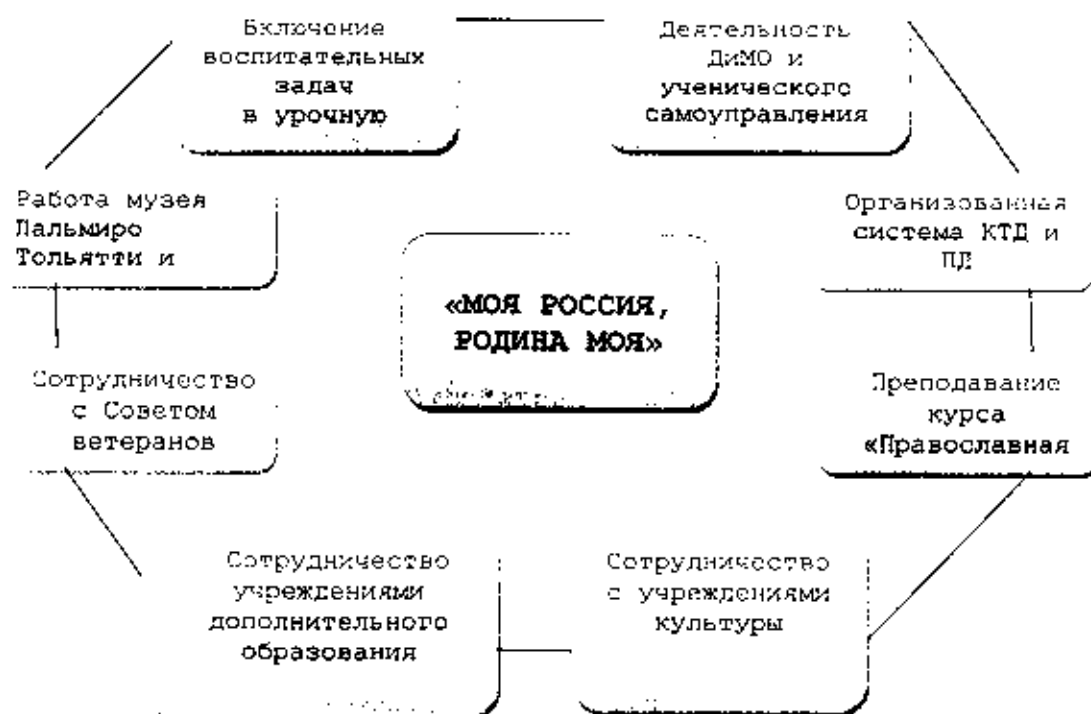 Включение
воспитательных
задач
в урочную
Деятельность
ДиМО и
ученического
самоуправления
Работа музея
Пальмиро
Тольятти и
Организованная
система КТД и
ПД
«МОЯ РОССИЯ,
РОДИНА МОЯ»
Сотрудничество
с Советом
ветеранов
Преподавание
курса
«Православная
Сотрудничество
учреждениями
дополнительного
образования
Сотрудничество
с учреждениями
культуры